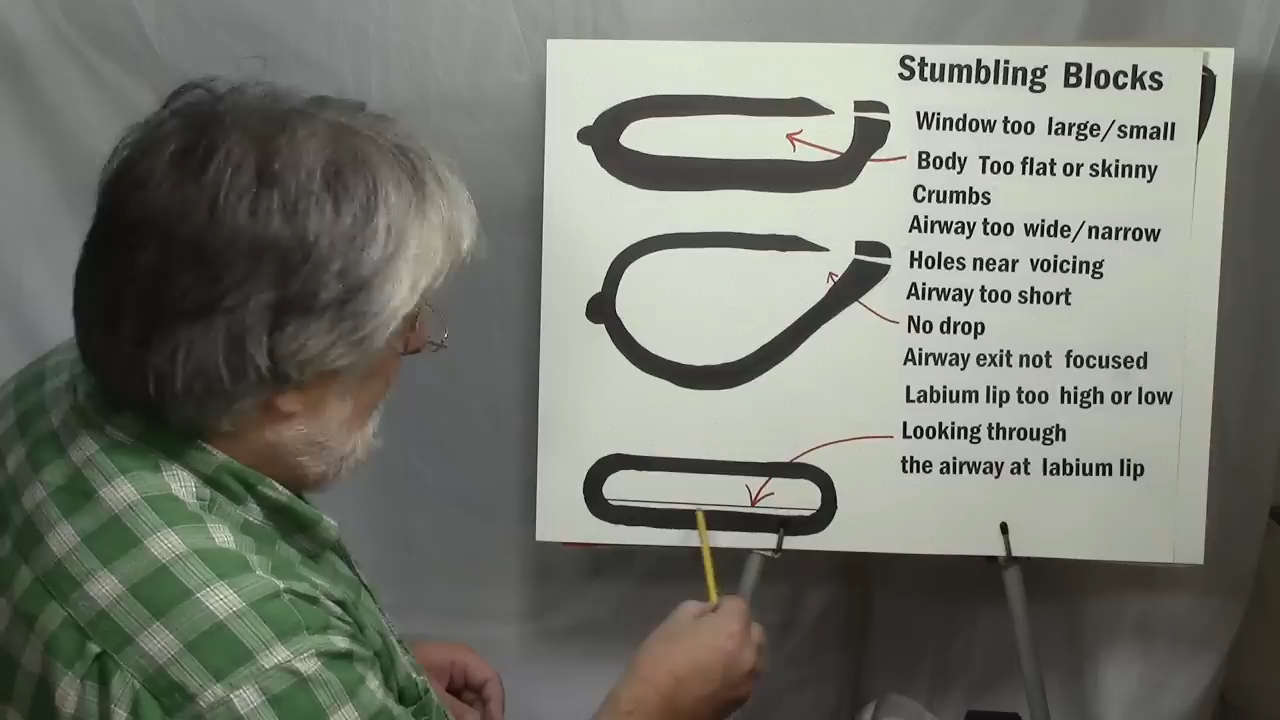 Stumbling Blocks
Window too large/small
Body Too flat or skinny
Crumbs
Airway too wide/narrow
Holes near voicing
Airway too short
No drop
Airway exit not focused
Labium lip too high or low
Looking through
the airway at labium lip